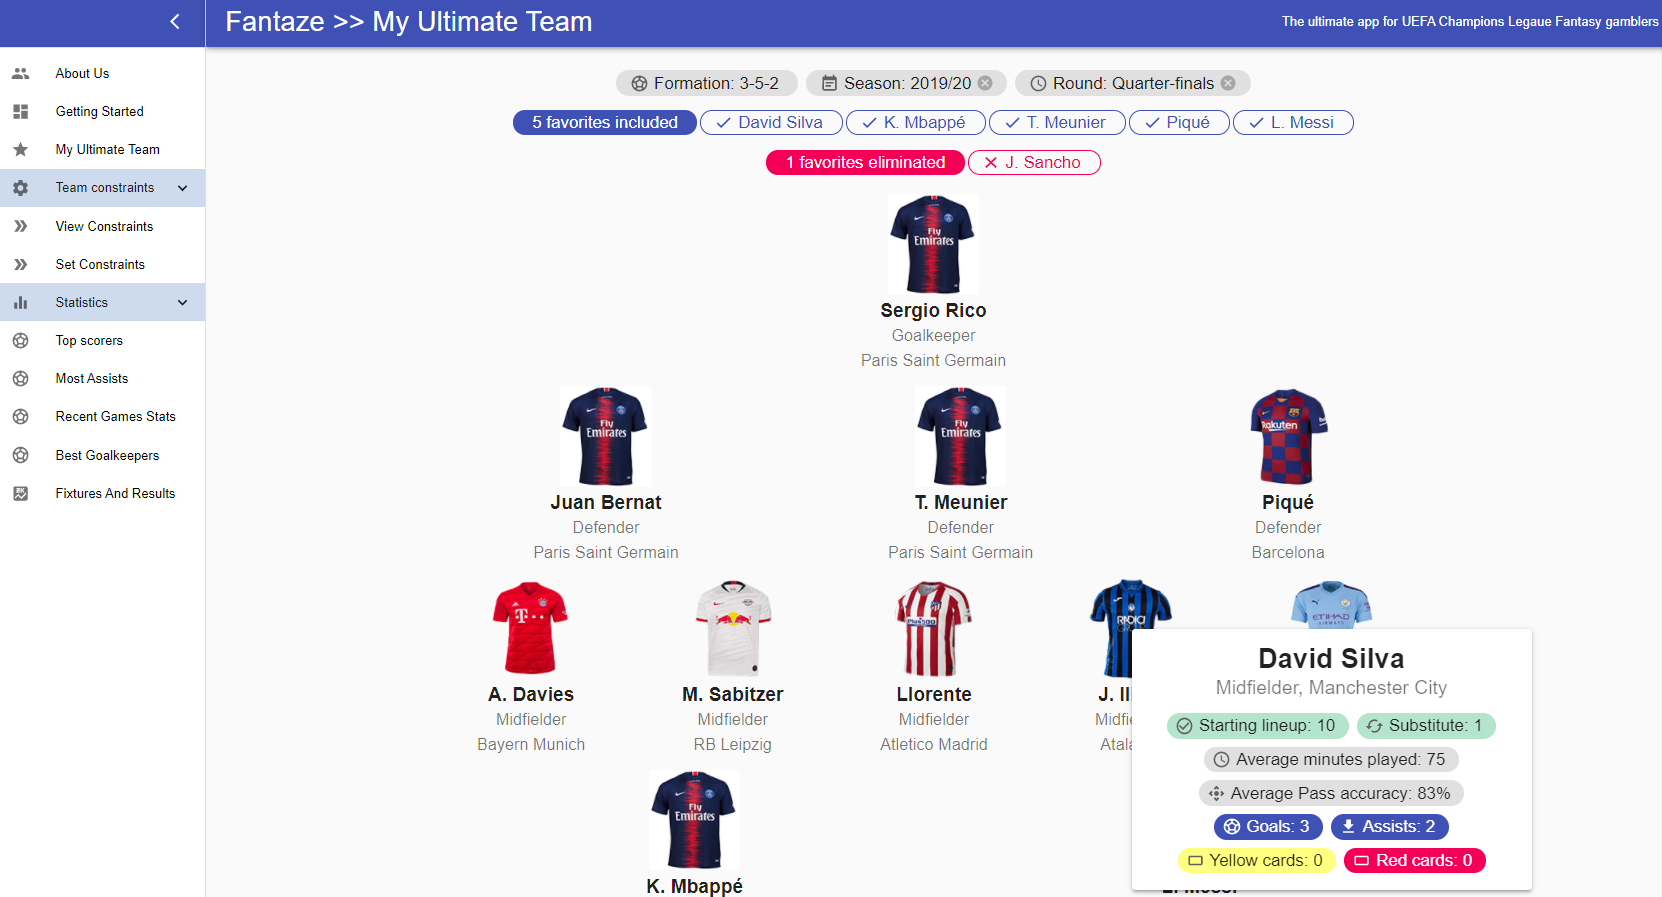 Fantaze >> My Ultimate Team
The ultimate app for UEFA Champions Legaue Fantasy gamblers
About Us
Getting Started
My Ultimate Team
Team constraints
View Constraints
Set Constraints
Statistics
Top scorers
Most Assists
Recent Games Stats
Best Goalkeepers
Fixtures And Results
Formation: 3-5-2
Season: 2019/20
Round: Quarter-finals
5 favorites included
David Silva
K. Mbappé
T. Meunier
Piqué
L. Messi
1 favorites eliminated
J. Sancho
Fly
Emirates
Sergio Rico
Goalkeeper
Paris Saint Germain
Fly
Emirates
Juan Bernat
Defender
Paris Saint Germain
Fly
Emirates
T. Meunier
Defender
Paris Saint Germain
Rakuten
Piqué
Defender
Barcelona
A. Davies
Midfielder
Bayern Munich
M. Sabitzer
Midfielder
RB Leipzig
Plus500
Llorente
Midfielder
Atletico Madrid
J. Il
Midfie
Atala
ETIHAD
AIRWAYS
David Silva
Midfielder, Manchester City
Starting lineup: 10
Substitute: 1
Average minutes played: 75
Average Pass accuracy: 83%
Goals: 3
Assists: 2
Yellow cards: 0
Red cards: 0
Fly
Emirates
K. Mbappé